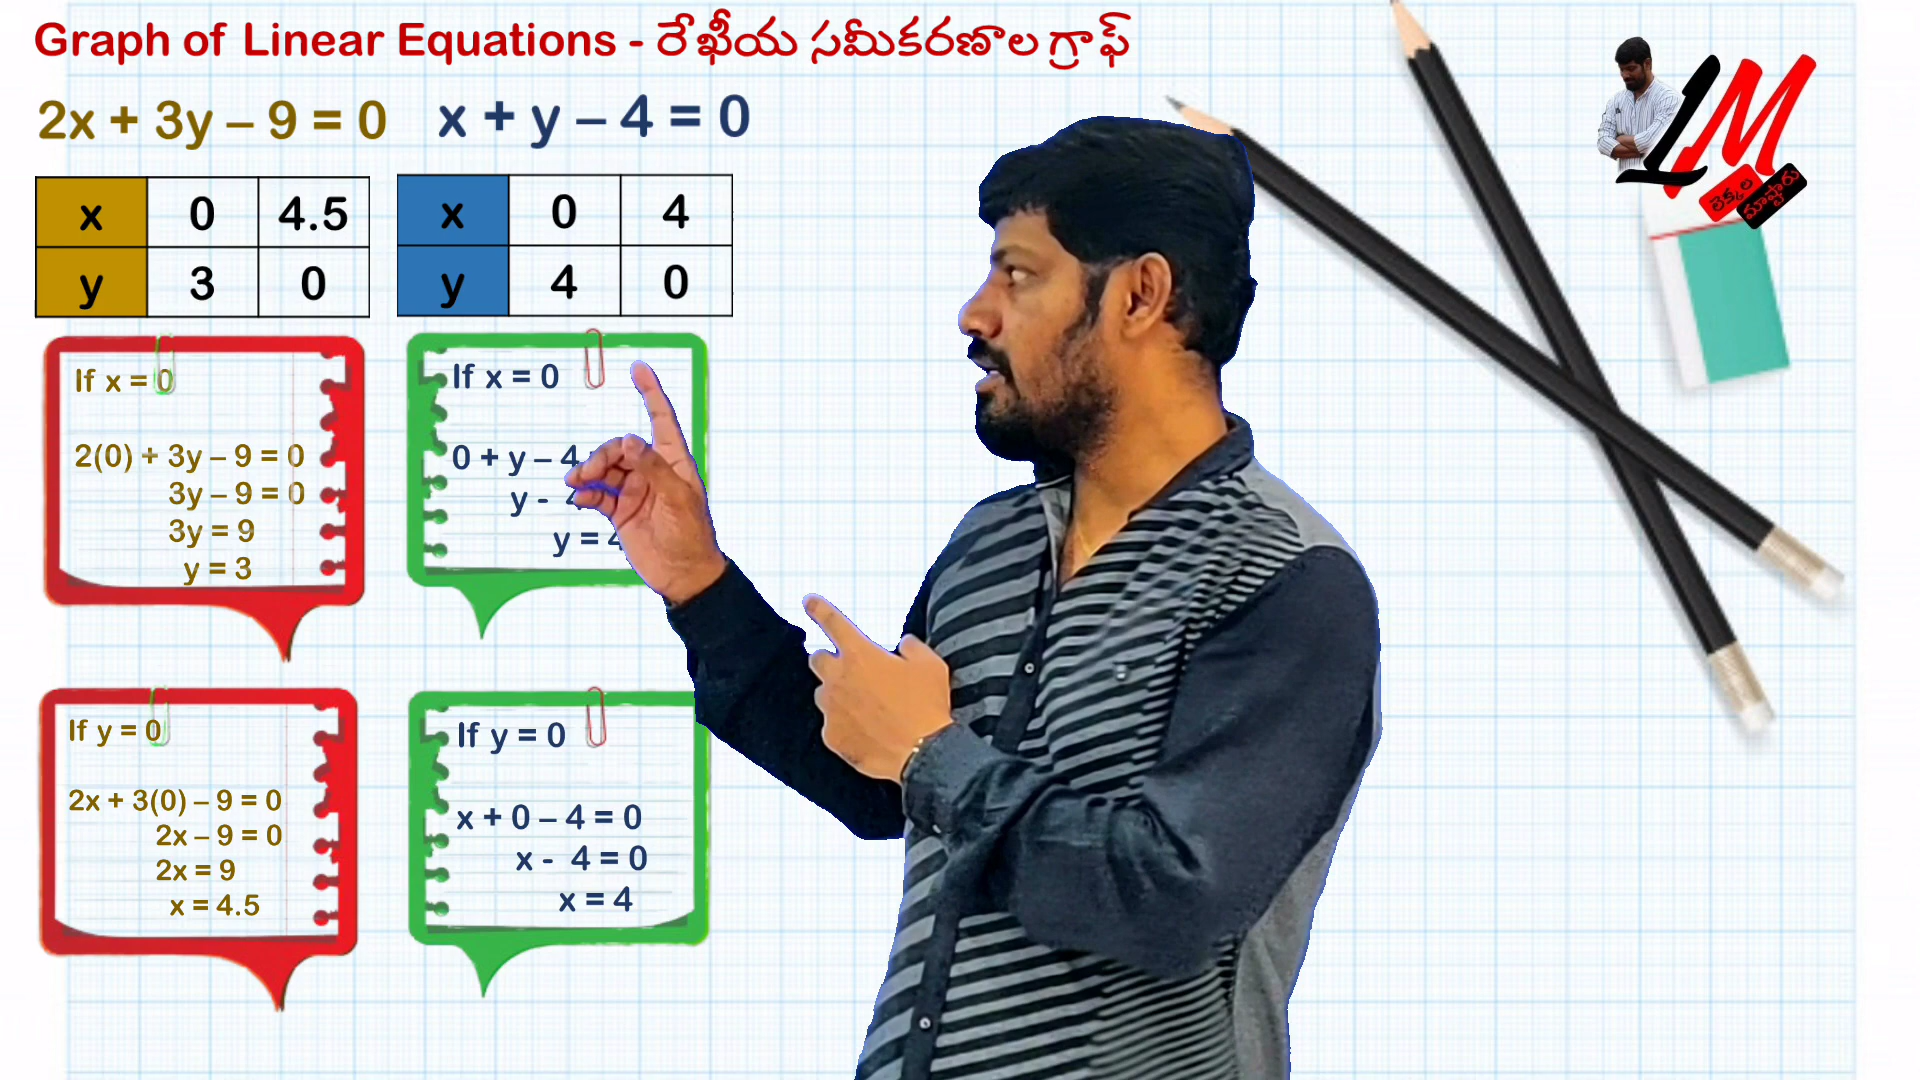 Graph of Linear Equations - రేఖీయ సమీకరణాల గ్రాఫ్
2x + 3y – 9 = 0
x + y – 4 = 0
x 0 4.5
y 3 0
x 0 4
y 4 0
If x = 0
2(0) + 3y – 9 = 0
3y – 9 = 0
3y = 9
y = 3
If x = 0
0 + y – 4
y - 4
y = 4
If y = 0
2x + 3(0) – 9 = 0
2x – 9 = 0
2x = 9
x = 4.5
If y = 0
x + 0 – 4 = 0
x - 4 = 0
x = 4
LM
లెక్కల
మాష్టారు